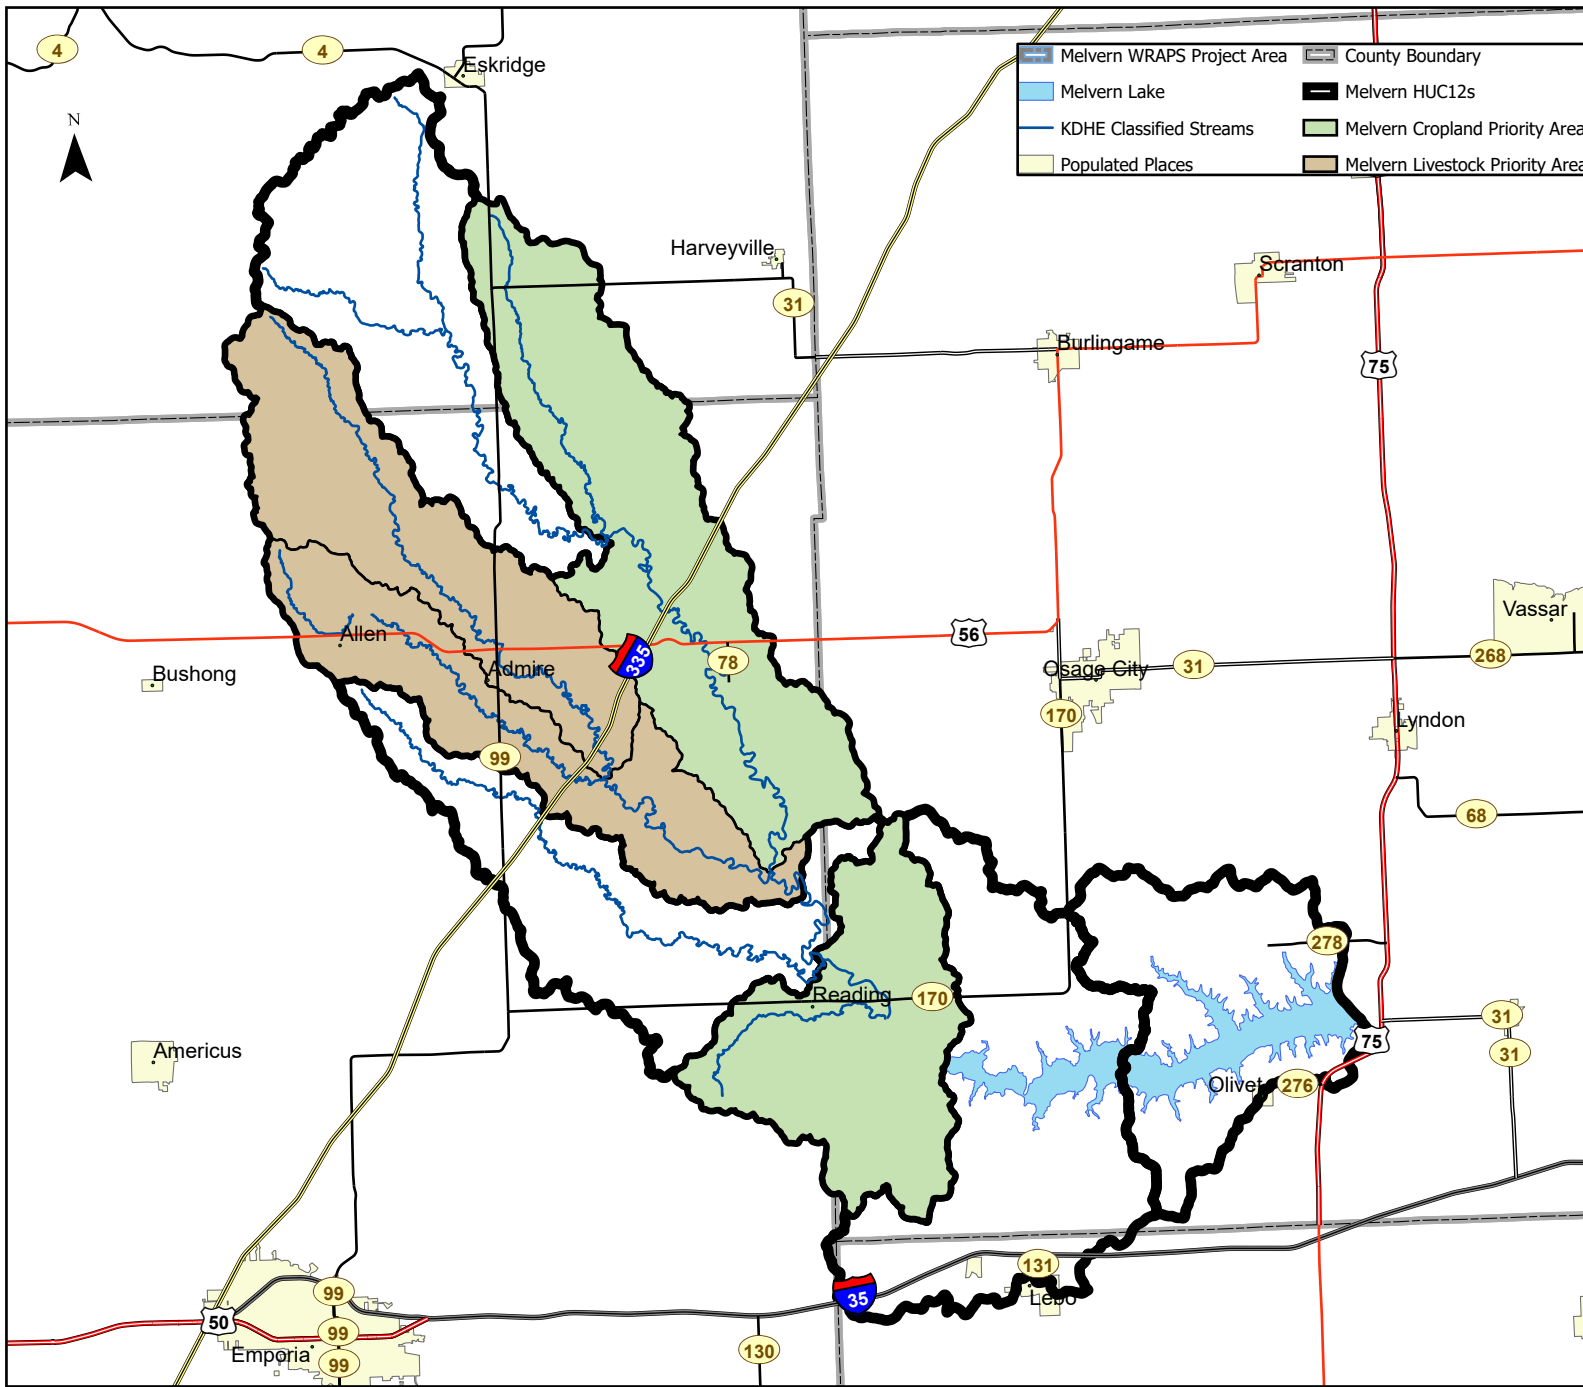 4
4
Eskridge
Melvern WRAPS Project Area
County Boundary
Melvern Lake
Melvern HUC12s
KDHE Classified Streams
Melvern Cropland Priority Area
Populated Places
Melvern Livestock Priority Area
N
Harveyville
Scranton
31
Burlingame
75
Vassar
56
Allen
78
335
Bushong
Admire
Osage City
31
268
170
Lyndon
99
68
278
Reading
170
31
75
Americus
31
Olivet
276
131
99
35
Lebo
50
99
130
Emporia
99